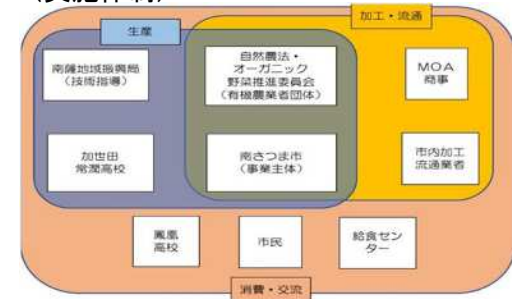 加工・流通
生産
南薩地域振興局
（技術指導）
自然農法・
オーガニック
野菜推進委員会
（有機農業者団体）
MOA
商事
加世田
常潤高校
南さつま市
（事業主体）
市内加工
流通業者
鳳凰
高校
市民
給食セン
ター
消費・交流